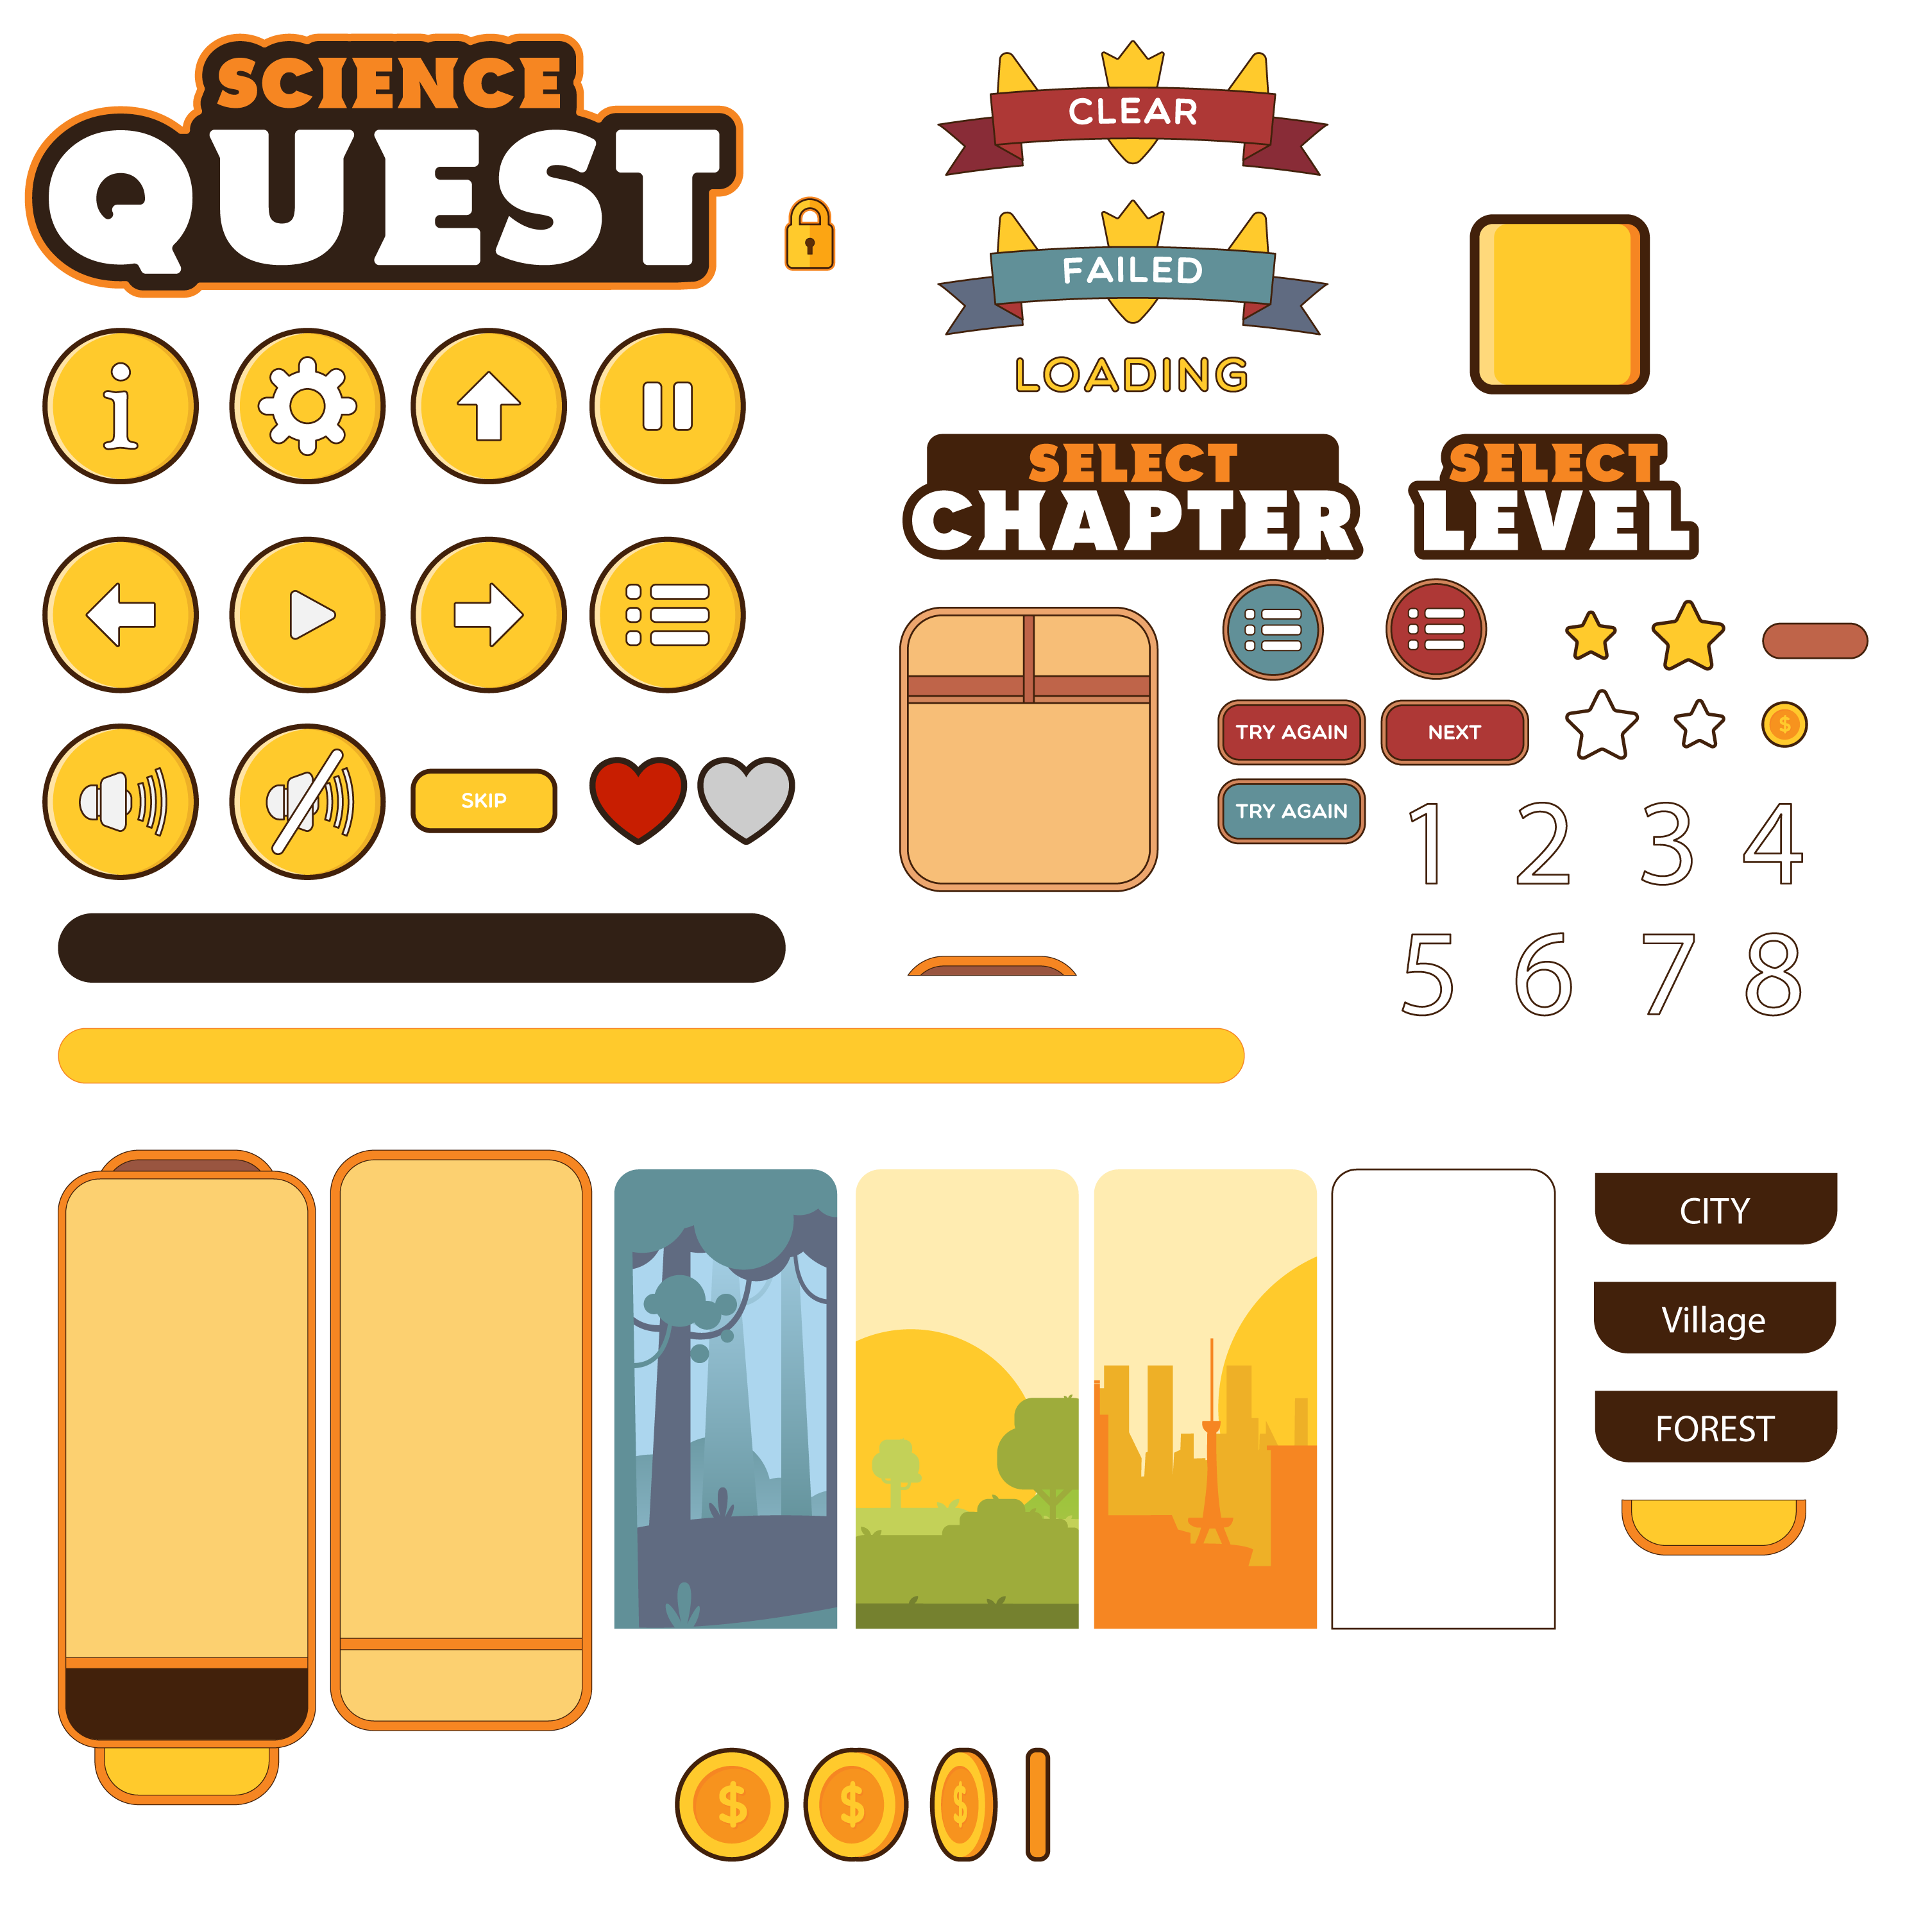 SCIENCE
QUEST
CLEAR
FAILED
LOADING
SELECT
CHAPTER
SELECT
LEVEL
TRY AGAIN
NEXT
SKIP
TRY AGAIN
1 2 3 4
5 6 7 8
CITY
Village
FOREST
$
$ $ $